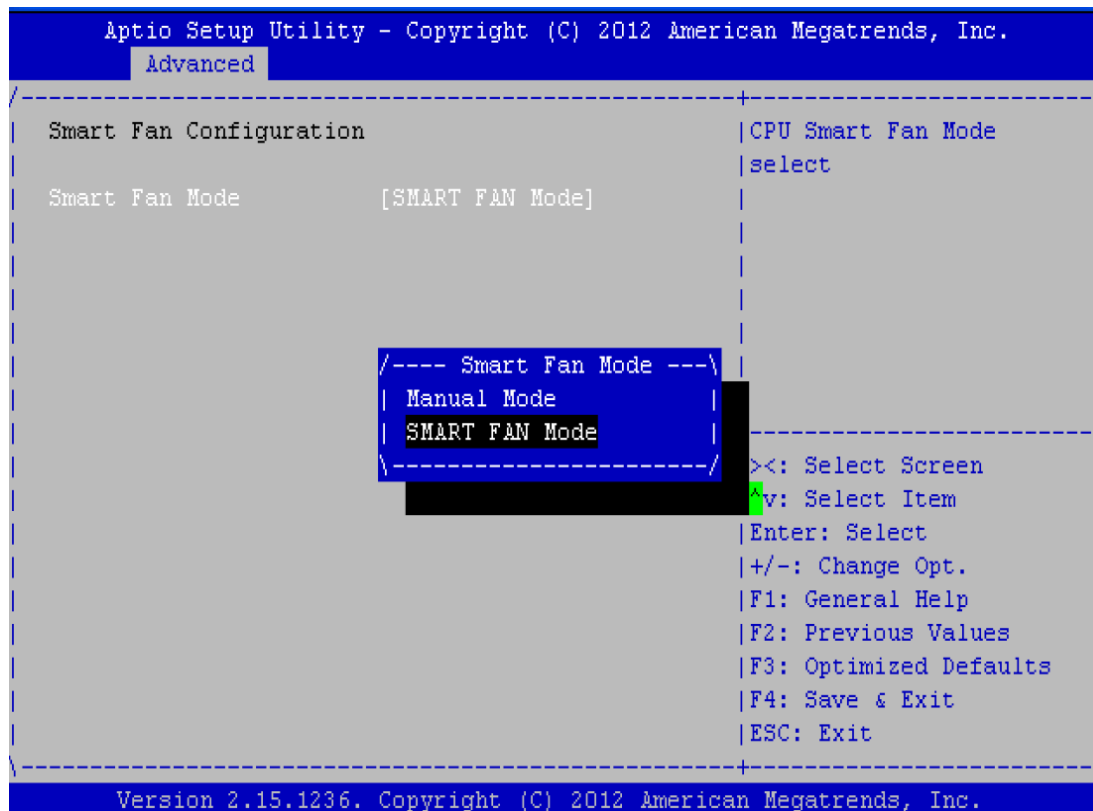 Aptio Setup Utility - Copyright (C) 2012 American Megatrends, Inc.
Advanced
Smart Fan Configuration
CPU Smart Fan Mode
select
Smart Fan Mode [SMART FAN Mode]
/---- Smart Fan Mode ---\
Manual Mode
SMART FAN Mode
><: Select Screen
^v: Select Item
Enter: Select
+/-: Change Opt.
F1: General Help
F2: Previous Values
F3: Optimized Defaults
F4: Save & Exit
ESC: Exit
Version 2.15.1236. Copyright (C) 2012 American Megatrends, Inc.